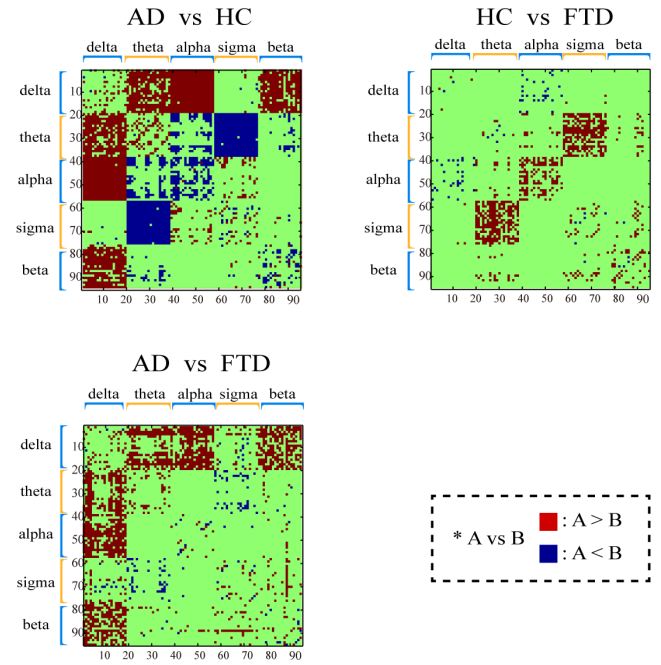 AD vs HC
delta theta alpha sigma beta
delta
theta
alpha
sigma
beta
10
20
30
40
50
60
70
80
90
10 20 30 40 50 60 70 80 90
HC vs FTD
delta theta alpha sigma beta
delta
theta
alpha
sigma
beta
10
20
30
40
50
60
70
80
90
10 20 30 40 50 60 70 80 90
AD vs FTD
delta theta alpha sigma beta
delta
theta
alpha
sigma
beta
10
20
30
40
50
60
70
80
90
10 20 30 40 50 60 70 80 90
* A vs B
: A > B
: A < B